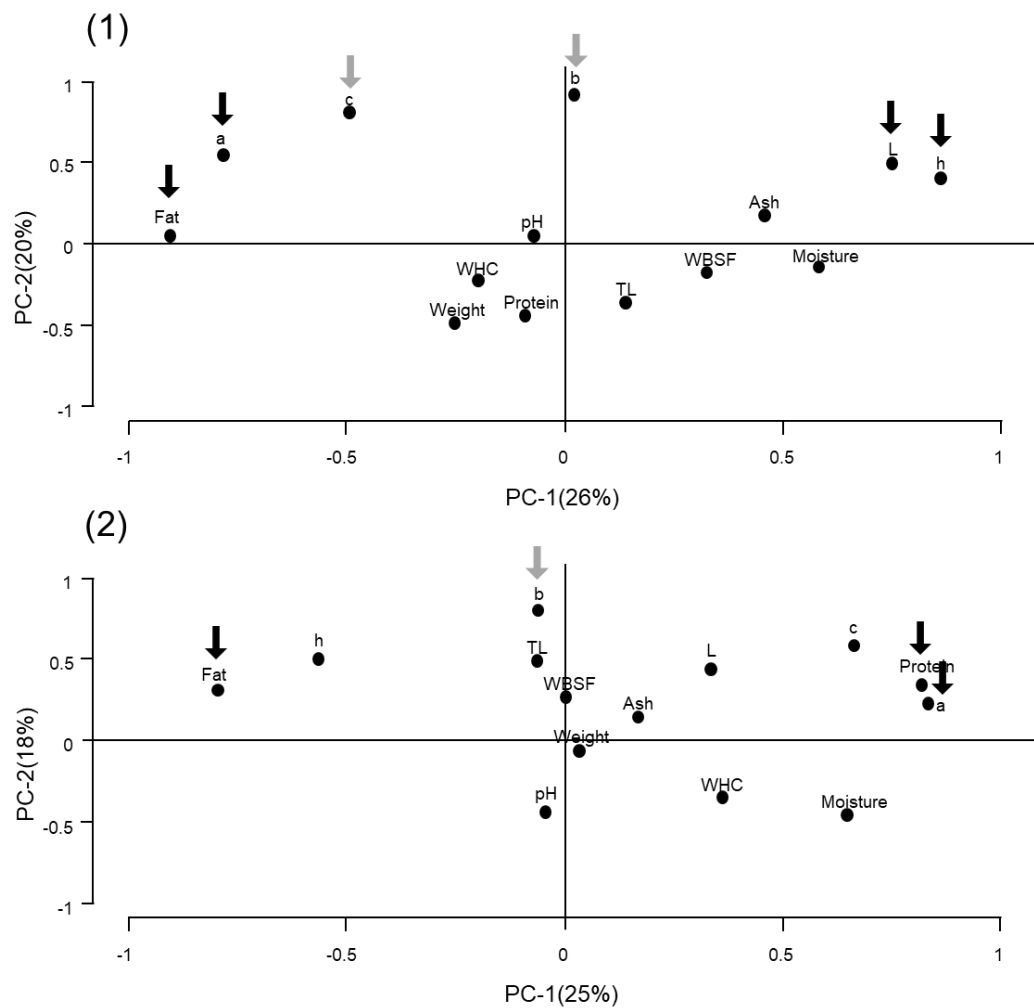 (1)
b
1
c
a
L
h
0.5
Fat
Ash
pH
0
WHC
WBSF
Moisture
TL
Weight
Protein
-0.5
-1
PC-2(20%)
-1
-0.5
0
0.5
1
PC-1(26%)
(2)
1
b
h
c
TL
L
0.5
Fat
Protein
WBSF
a
Ash
Weight
0
pH
WHC
Moisture
-0.5
-1
PC-2(18%)
-1
-0.5
0
0.5
1
PC-1(25%)